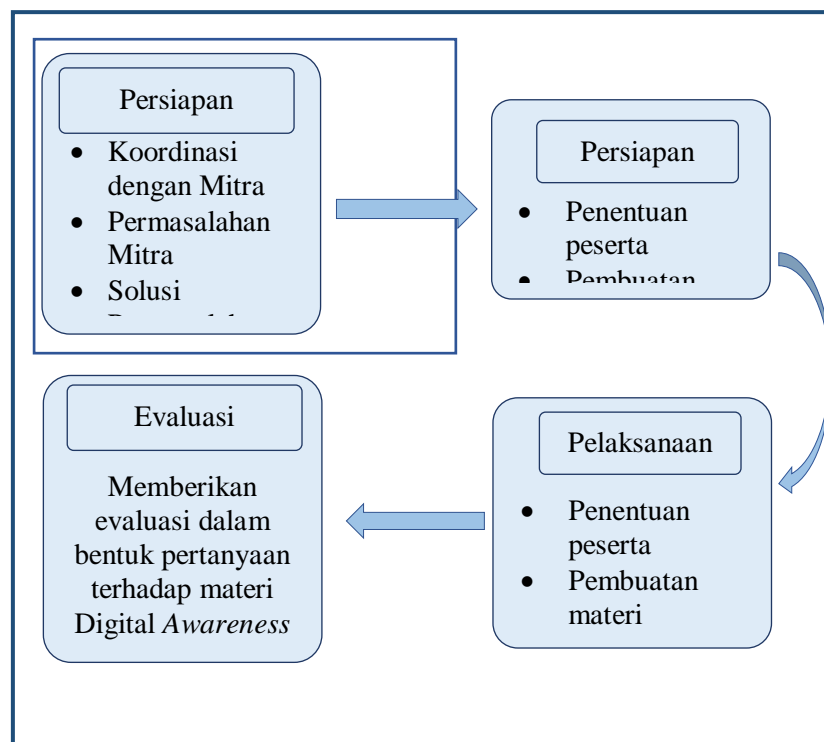 Persiapan
• Koordinasi
dengan Mitra
• Permasalahan
Mitra
• Solusi
Persiapan
• Penentuan
peserta
• Pembuatan
Pelaksanaan
• Penentuan
peserta
• Pembuatan
materi
Evaluasi
Memberikan
evaluasi dalam
bentuk pertanyaan
terhadap materi
Digital Awareness